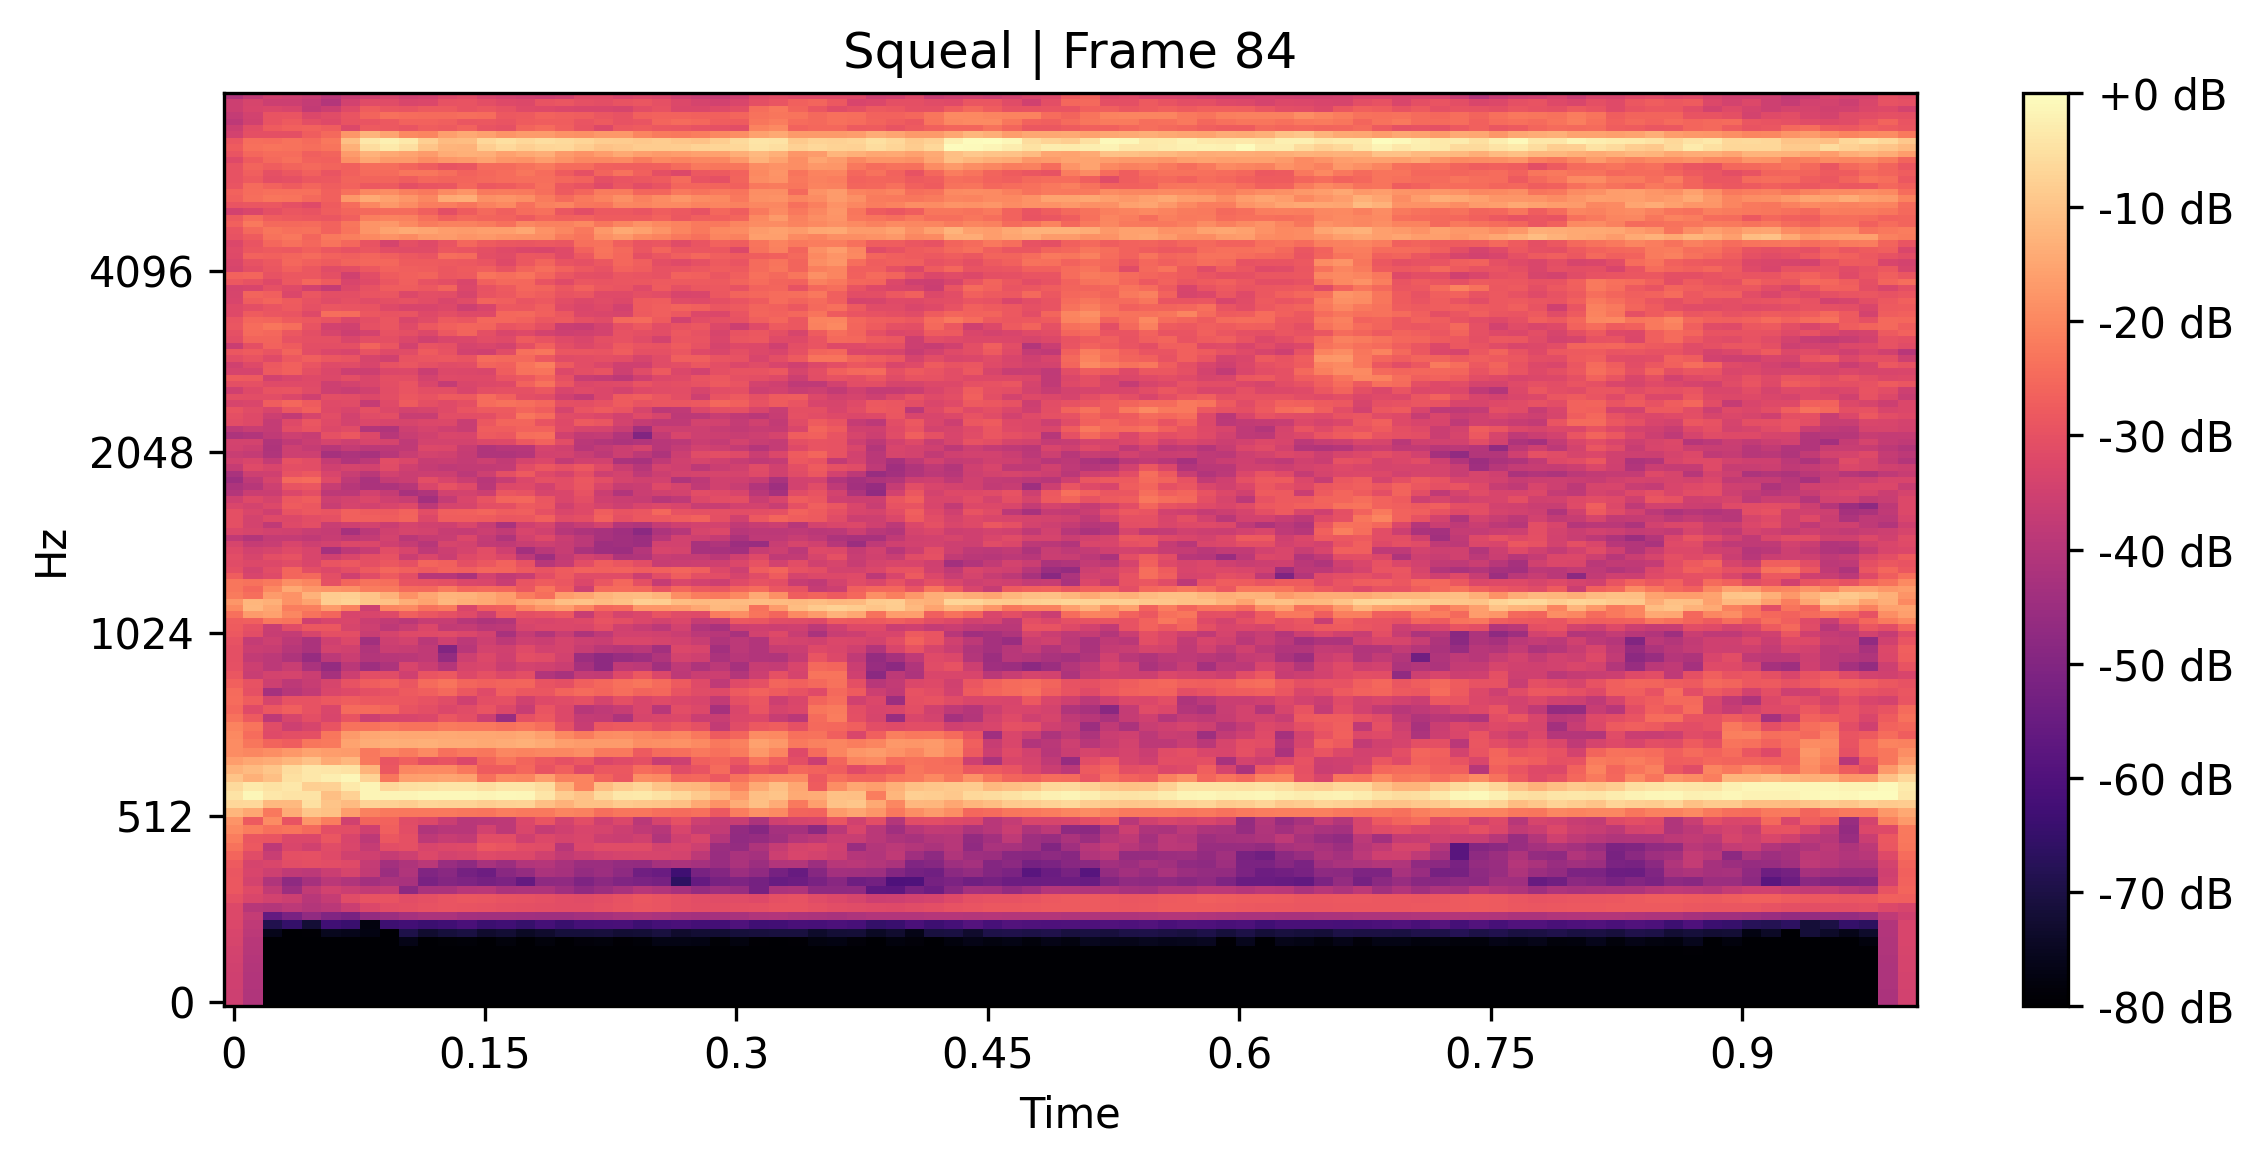 Squeal | Frame 84
+0 dB
-10 dB
-20 dB
-30 dB
-40 dB
-50 dB
-60 dB
-70 dB
-80 dB
4096
2048
1024
512
0
Hz
0 0.15 0.3 0.45 0.6 0.75 0.9
Time